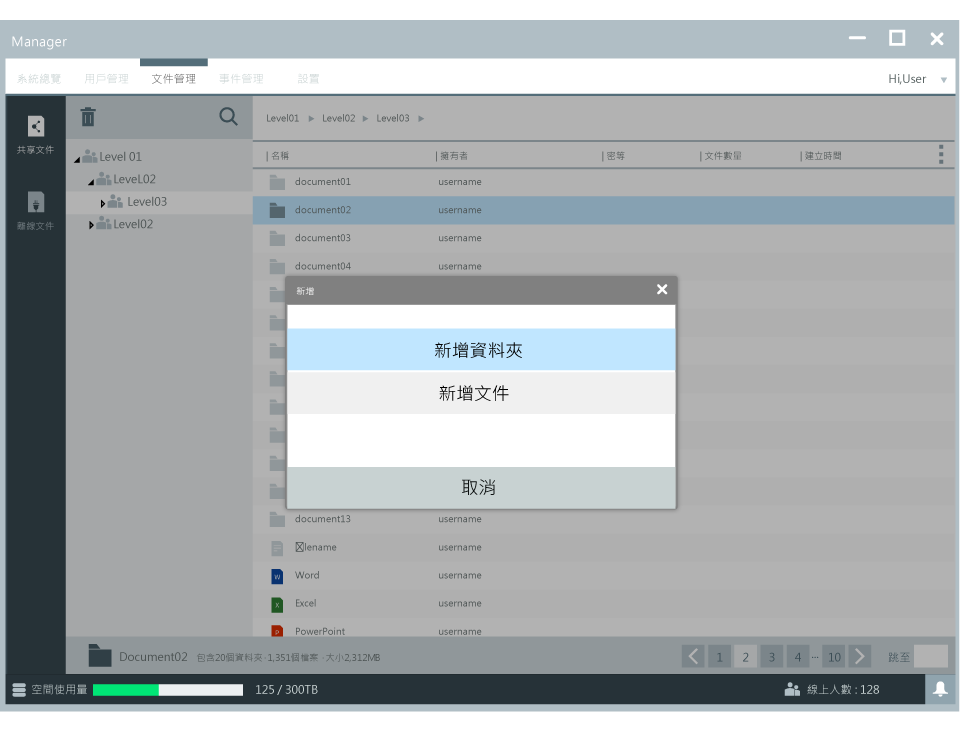 Manager
系統總覽 用戶管理 文件管理 事件管理 設置 Hi,User
共享文件
離線文件
Level01 Level02 Level03
Level 01
LeveL02
Level03
Level02
|名稱 |擁有者 |密等 |文件數量 |建立時間
document01 username
document02 username
document03 username
document04 username
新增
新增資料夾
新增文件
取消
document13 username
lename username
Word username
Excel username
PowerPoint username
Document02 包含20個資料夾·1,351個檔案·大小2,312MB
1 2 3 4 ··· 10 跳至
空間使用量 125 / 300TB 線上人數 : 128